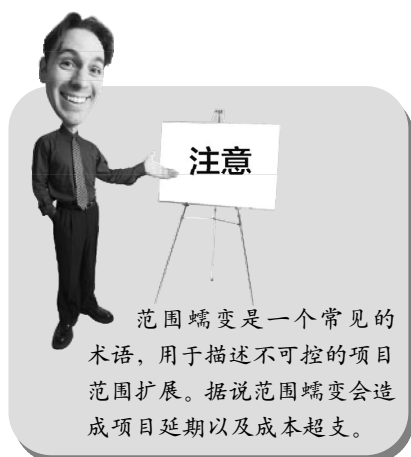 注意
范围蠕变是一个常见的
术语，用于描述不可控的项目
范围扩展。据说范围蠕变会造
成项目延期以及成本超支。